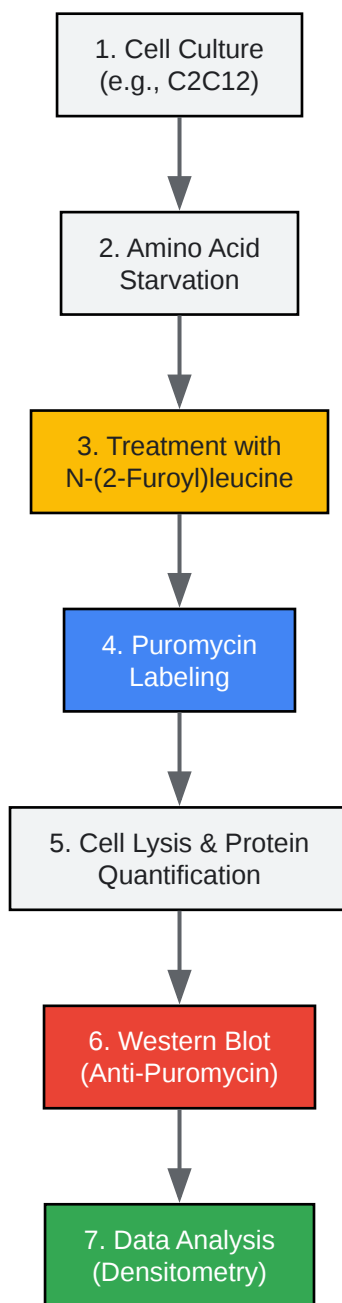 1. Cell Culture
(e.g., C2C12)
2. Amino Acid
Starvation
3. Treatment with
N-(2-Furoyl)leucine
4. Puromycin
Labeling
5. Cell Lysis & Protein
Quantification
6. Western Blot
(Anti-Puromycin)
7. Data Analysis
(Densitometry)